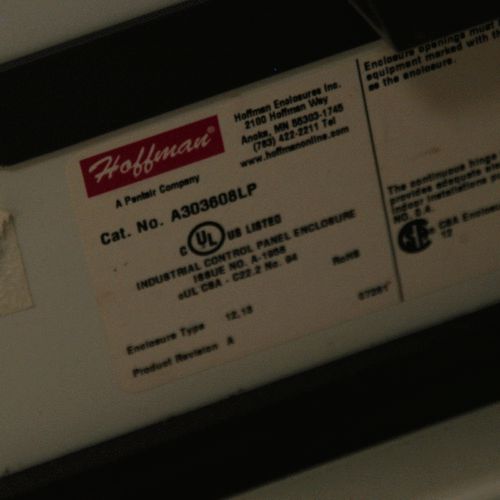 Hoffman
A Pentair Company
Hoffman Enclosures Inc.
2100 Hoffman Way
Anoka, MN 55303-1745
(763) 422-2211 Tel
www.hoffmanonline.com
Cat. No. A303608LP
C UL US LISTED
INDUSTRIAL CONTROL PANEL ENCLOSURE
ISSUE NO. A-1958
cUL CSA - C22.2 No. 94
RoHS
Enclosure Type 12,13
Product Revision A
Enclosure openings must
equipment marked with th
as the enclosure.
The continuous hinge
provides adequate
indoor installations
CSA Enclosure
12